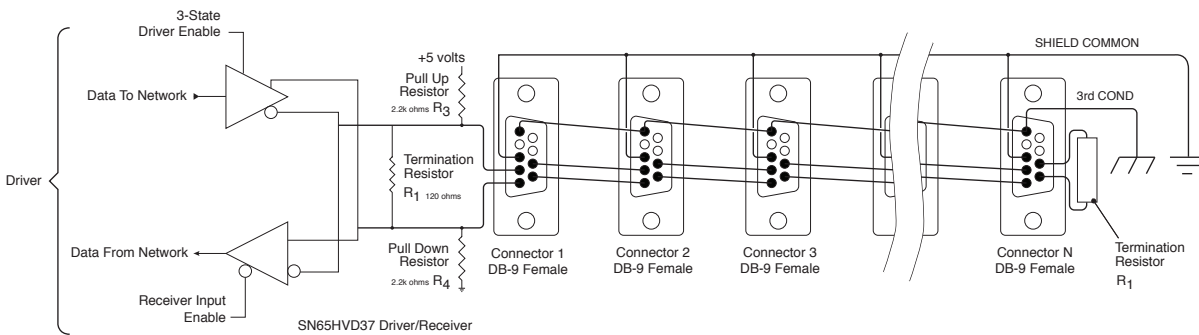 3-State
Driver Enable
Data To Network
Driver
Data From Network
Receiver Input
Enable
SN65HVD37 Driver/Receiver
+5 volts
Pull Up
Resistor
2.2k ohms R3
Termination
Resistor
R1 120 ohms
Pull Down
Resistor
2.2k ohms R4
Connector 1
DB-9 Female
Connector 2
DB-9 Female
Connector 3
DB-9 Female
Connector N
DB-9 Female
SHIELD COMMON
3rd COND
Termination
Resistor
R1